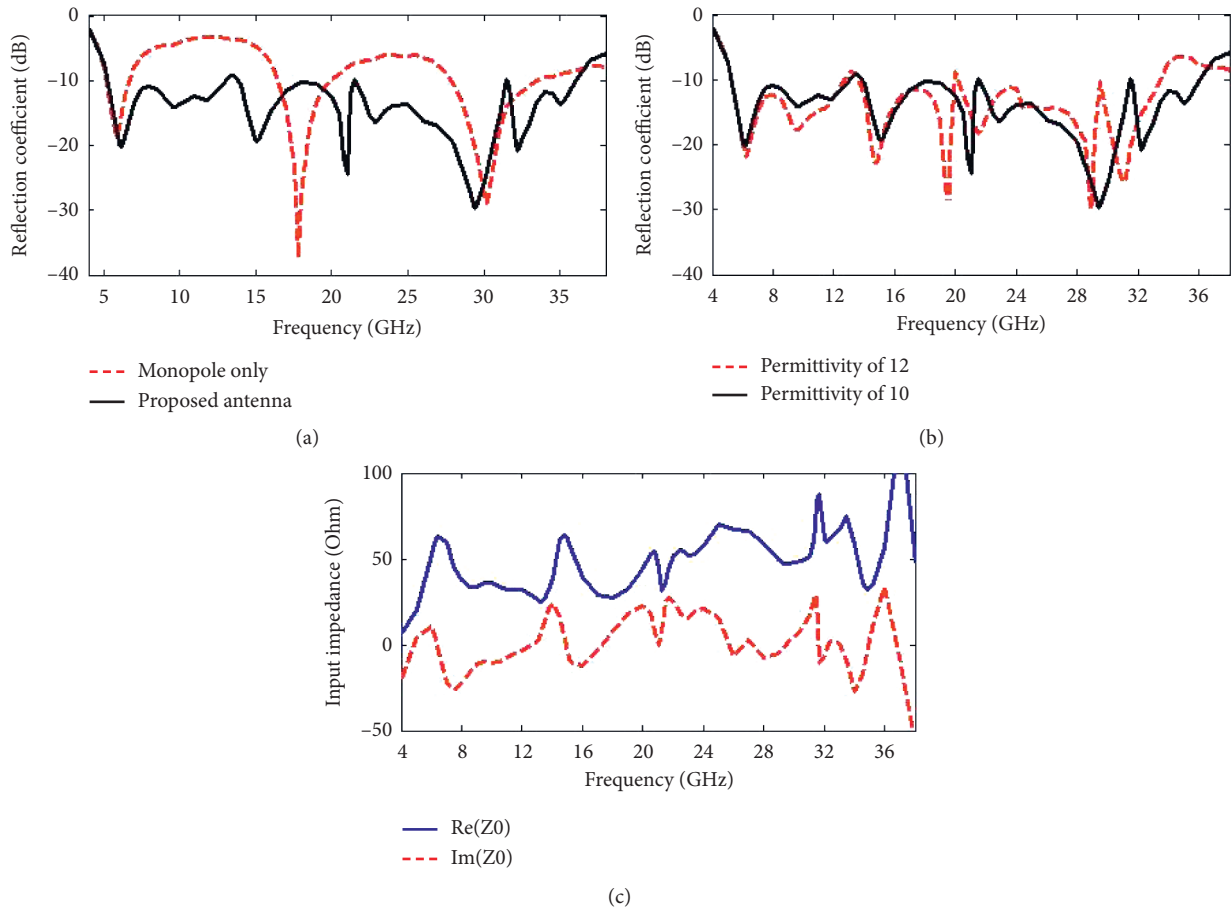 0
–10
–20
–30
–40
Reflection coefficient (dB)
5 10 15 20 25 30 35
Frequency (GHz)
Monopole only
Proposed antenna
(a)
0
–10
–20
–30
–40
Reflection coefficient (dB)
4 8 12 16 20 24 28 32 36
Frequency (GHz)
Permittivity of 12
Permittivity of 10
(b)
100
50
0
–50
Input impedance (Ohm)
4 8 12 16 20 24 28 32 36
Frequency (GHz)
Re(Z0)
Im(Z0)
(c)